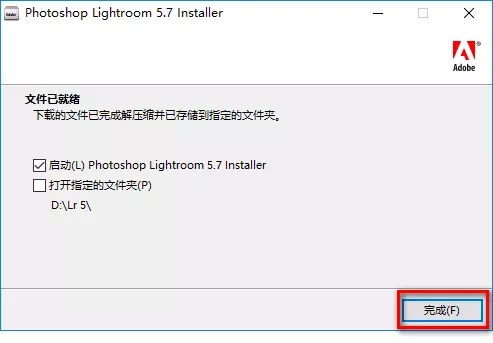 Adobe
Photoshop Lightroom 5.7 Installer
Adobe
文件已就绪
下载的文件已完成解压缩并已存储到指定的文件夹。
启动(L) Photoshop Lightroom 5.7 Installer
打开指定的文件夹(P)
D:\Lr 5\
完成(F)